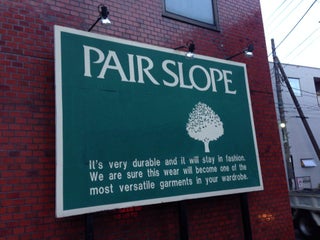 PAIR SLOPE
It's very durable and it will stay in fashion.
We are sure this wear will become one of the
most versatile garments in your wardrobe.